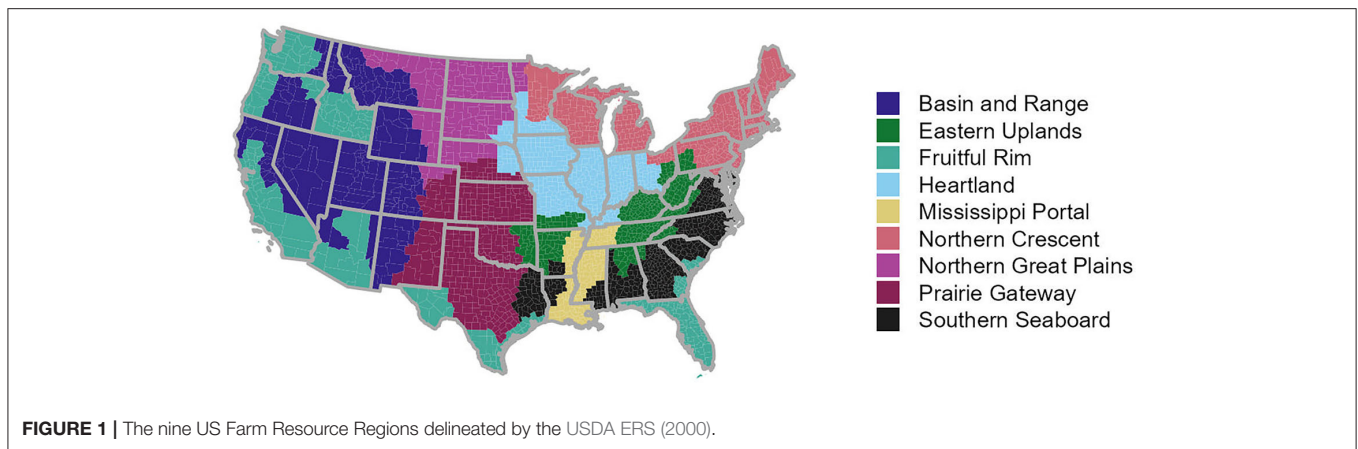 Basin and Range
Eastern Uplands
Fruitful Rim
Heartland
Mississippi Portal
Northern Crescent
Northern Great Plains
Prairie Gateway
Southern Seaboard
FIGURE 1 | The nine US Farm Resource Regions delineated by the USDA ERS (2000).